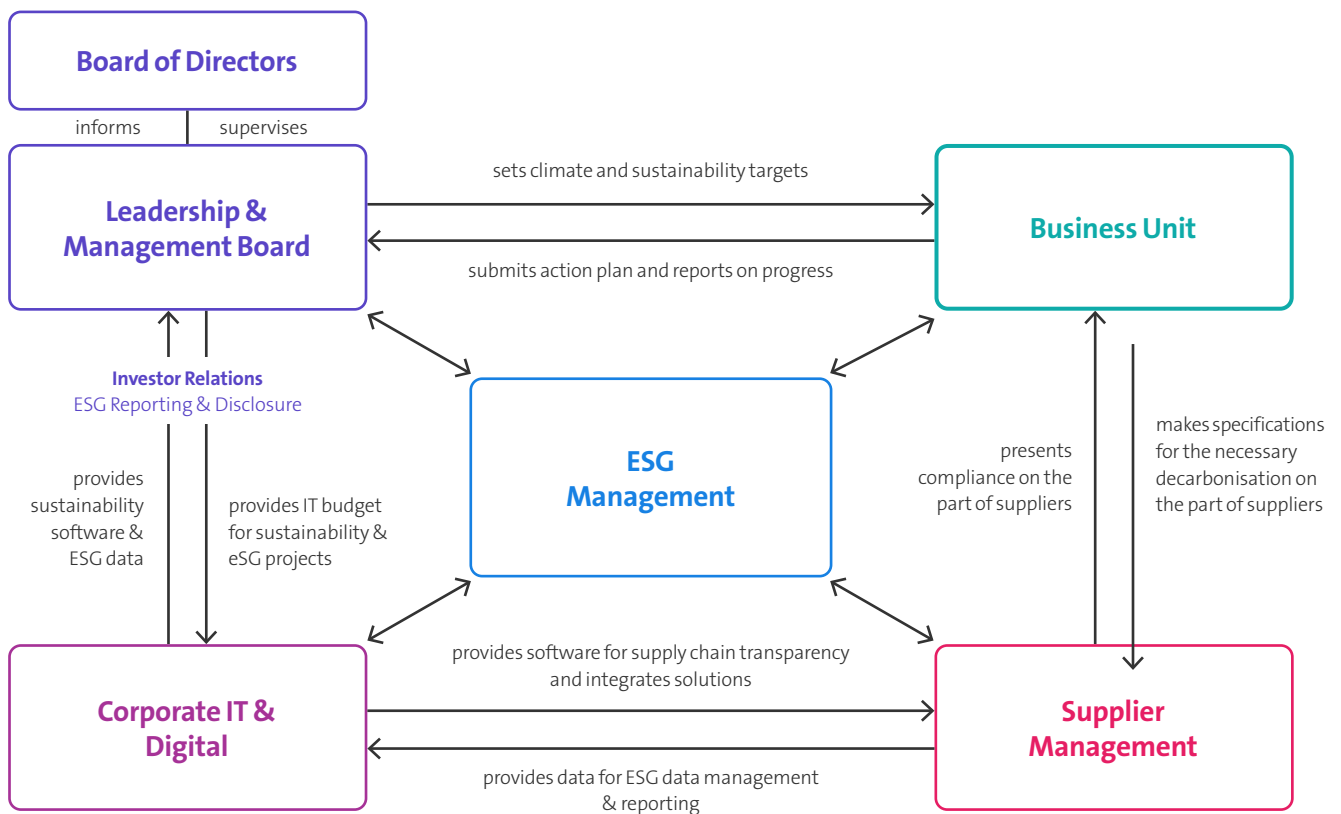 Board of Directors
informs
supervises
Leadership &
Management Board
sets climate and sustainability targets
submits action plan and reports on progress
Business Unit
Investor Relations
ESG Reporting & Disclosure
provides
sustainability
software &
ESG data
provides IT budget
for sustainability &
eSG projects
ESG
Management
presents
compliance on the
part of suppliers
makes specifications
for the necessary
decarbonisation on
the part of suppliers
Corporate IT &
Digital
provides software for supply chain transparency
and integrates solutions
provides data for ESG data management
& reporting
Supplier
Management